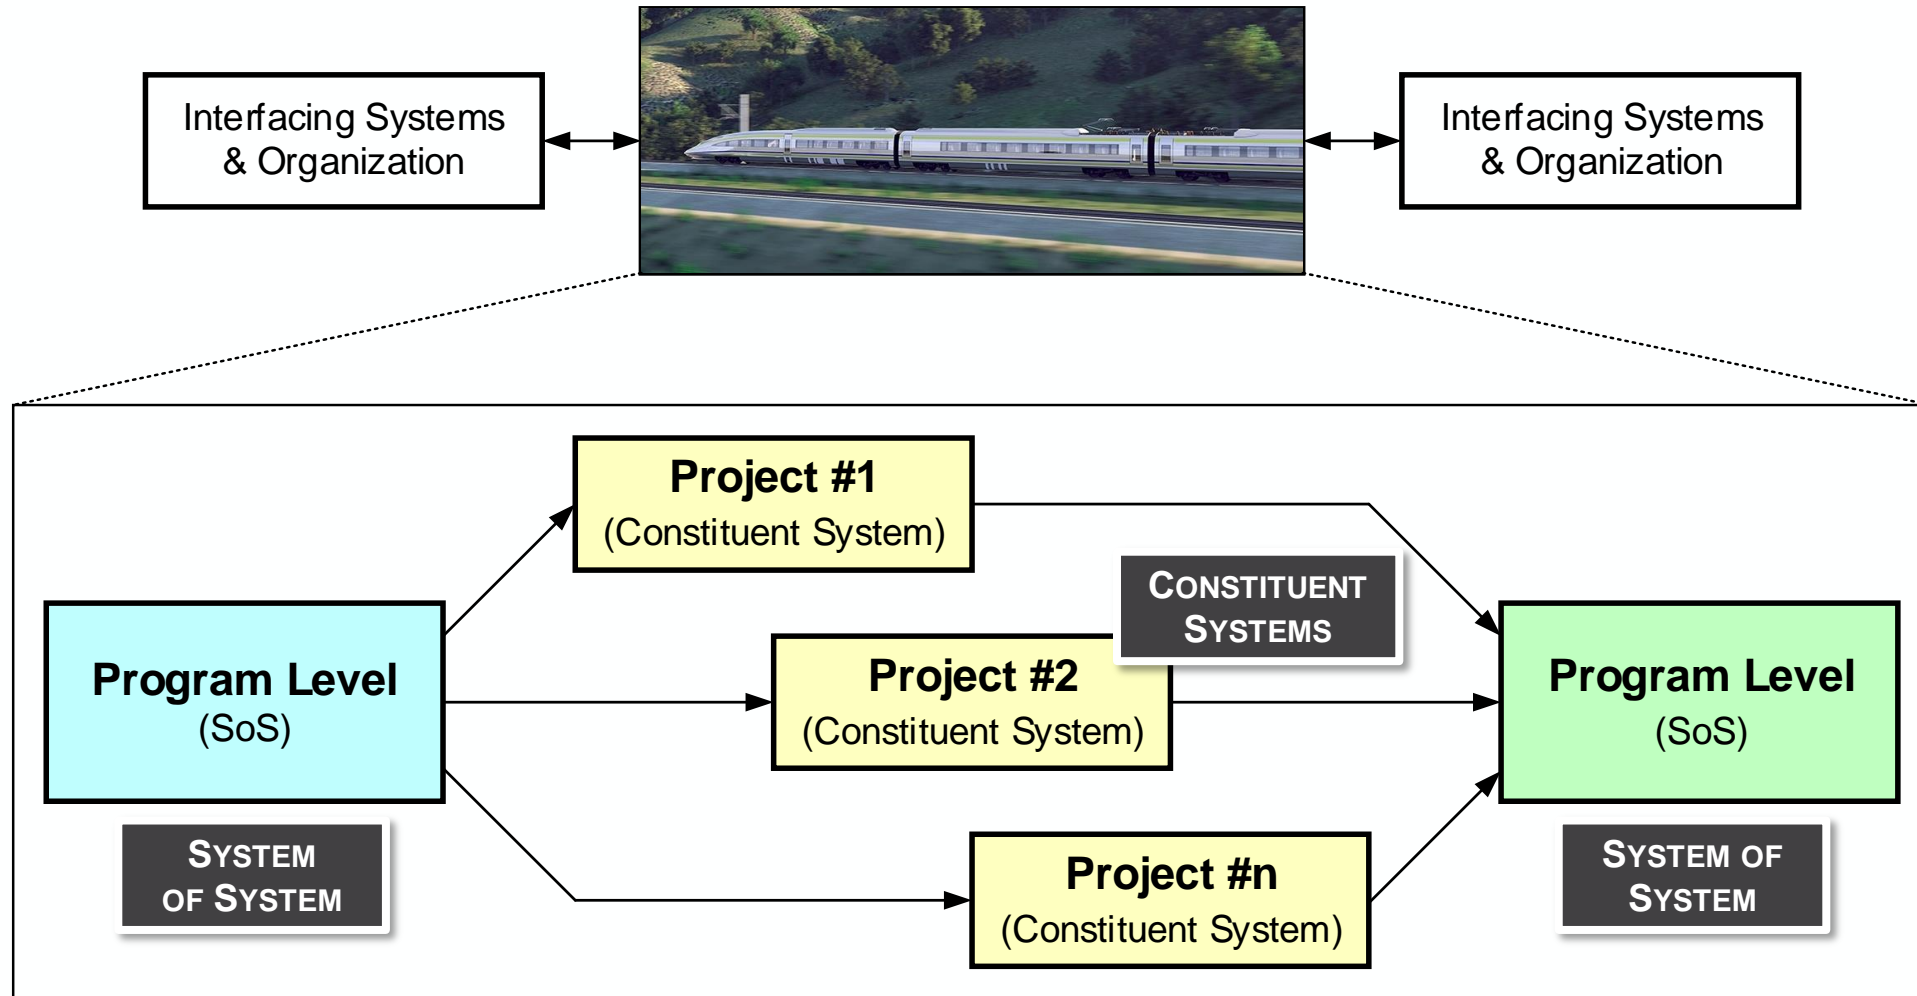 Interfacing Systems
& Organization
Interfacing Systems
& Organization
Project #1
(Constituent System)
CONSTITUENT
SYSTEMS
Program Level
(SoS)
Project #2
(Constituent System)
Program Level
(SoS)
SYSTEM
OF SYSTEM
Project #n
(Constituent System)
SYSTEM OF
SYSTEM